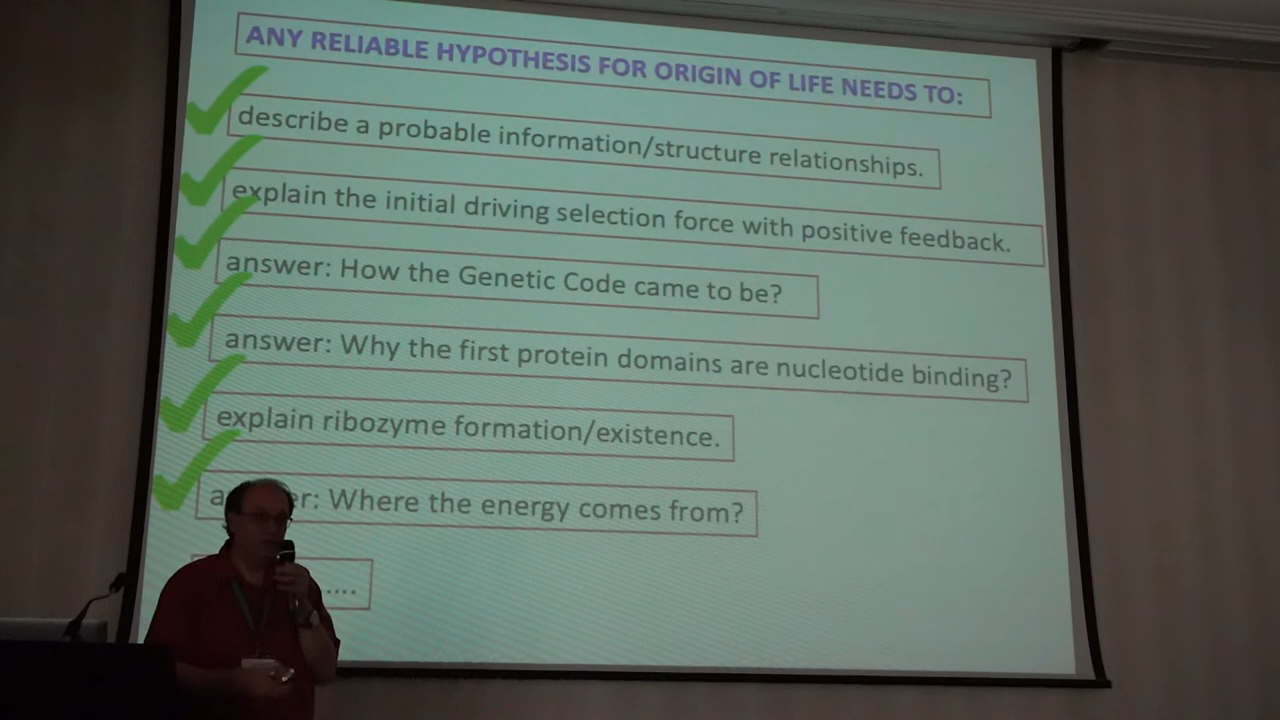 ANY RELIABLE HYPOTHESIS FOR ORIGIN OF LIFE NEEDS TO:
describe a probable information/structure relationships.
explain the initial driving selection force with positive feedback.
answer: How the Genetic Code came to be?
answer: Why the first protein domains are nucleotide binding?
explain ribozyme formation/existence.
Where the energy comes from?
....